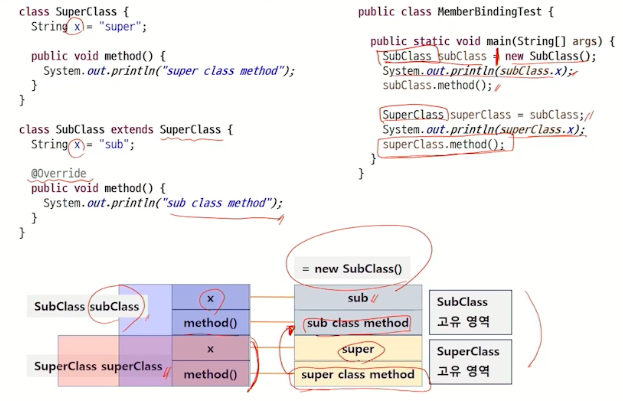 class SuperClass {
String x = "super";
public void method() {
System.out.println("super class method");
}
}
class SubClass extends SuperClass {
String x = "sub";
@Override
public void method() {
System.out.println("sub class method");
}
}
public class MemberBindingTest {
public static void main(String[] args) {
SubClass subClass = new SubClass();
System.out.println(subClass.x);
subClass.method();
SuperClass superClass = subClass;
System.out.println(superClass.x);
superClass.method();
}
}
= new SubClass()
SubClass subClass
x
sub
method()
sub class method
SubClass
고유 영역
SuperClass superClass
x
super
method()
super class method
SuperClass
고유 영역